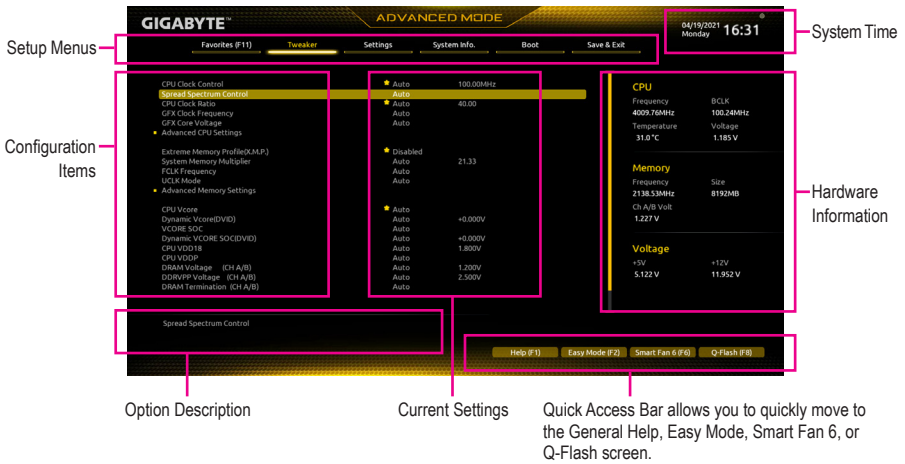 GIGABYTE™
ADVANCED MODE
04/19/2021
Monday
16:31
System Time
Setup Menus
Favorites (F11) Tweaker Settings System Info. Boot Save & Exit
Configuration
Items
CPU Clock Control Auto 100.00MHz
Spread Spectrum Control Auto
CPU Clock Ratio Auto 40.00
GFX Clock Frequency Auto
GFX Core Voltage Auto
Advanced CPU Settings
Extreme Memory Profile(X.M.P.) Disabled
System Memory Multiplier Auto 21.33
FCLK Frequency Auto
UCLK Mode Auto
Advanced Memory Settings
CPU Vcore Auto
Dynamic Vcore(DVID) Auto +0.000V
VCORE SOC Auto
Dynamic VCORE SOC(DVID) Auto +0.000V
CPU VDD18 Auto 1.800V
CPU VDDP Auto
DRAM Voltage (CH A/B) Auto 1.200V
DDRVPP Voltage (CH A/B) Auto 2.500V
DRAM Termination (CH A/B) Auto
CPU
Frequency BCLK
4009.76MHz 100.24MHz
Temperature Voltage
31.0 °C 1.185 V
Memory
Frequency Size
2138.53MHz 8192MB
Ch A/B Volt
1.227 V
Voltage
+5V +12V
5.122 V 11.952 V
Hardware
Information
Spread Spectrum Control
Help (F1) Easy Mode (F2) Smart Fan 6 (F6) Q-Flash (F8)
Option Description
Current Settings
Quick Access Bar allows you to quickly move to
the General Help, Easy Mode, Smart Fan 6, or
Q-Flash screen.